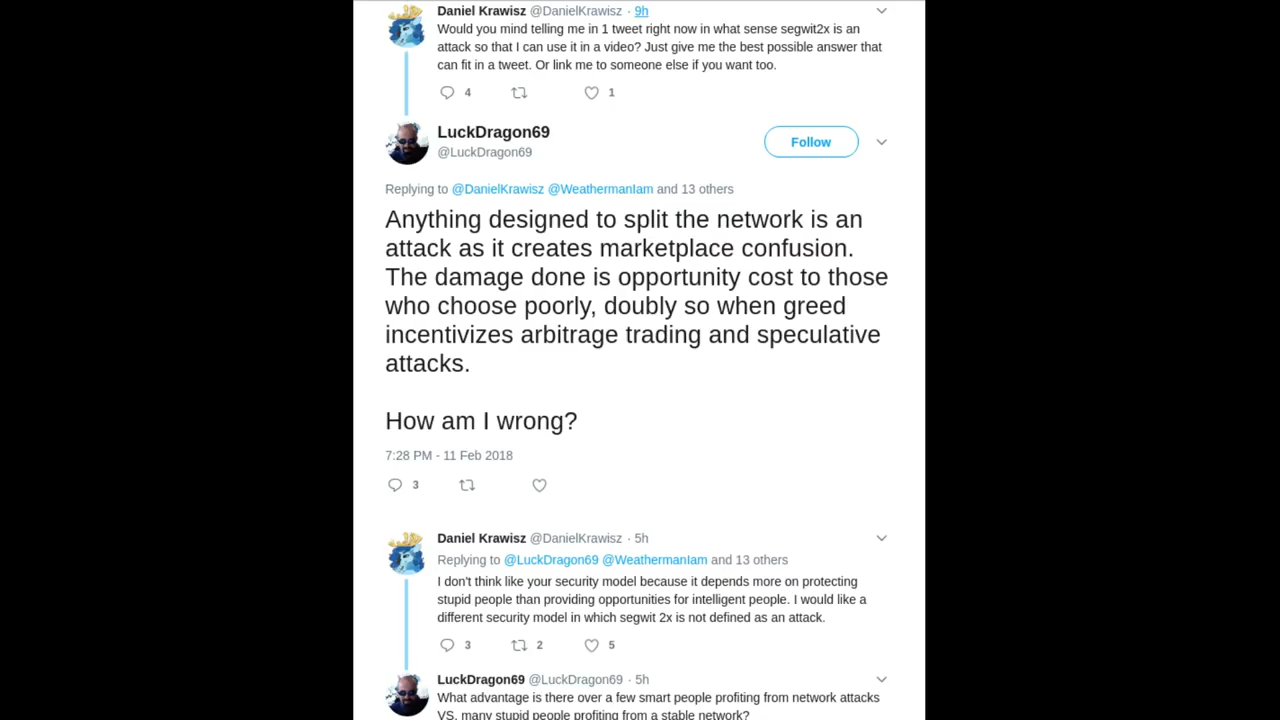 Daniel Krawisz @DanielKrawisz · 9h
Would you mind telling me in 1 tweet right now in what sense segwit2x is an
attack so that I can use it in a video? Just give me the best possible answer that
can fit in a tweet. Or link me to someone else if you want too.
4 1
LuckDragon69
Follow
@LuckDragon69
Replying to @DanielKrawisz @WeathermanIam and 13 others
Anything designed to split the network is an
attack as it creates marketplace confusion.
The damage done is opportunity cost to those
who choose poorly, doubly so when greed
incentivizes arbitrage trading and speculative
attacks.
How am I wrong?
7:28 PM - 11 Feb 2018
3
Daniel Krawisz @DanielKrawisz · 5h
Replying to @LuckDragon69 @WeathermanIam and 13 others
I don't think like your security model because it depends more on protecting
stupid people than providing opportunities for intelligent people. I would like a
different security model in which segwit 2x is not defined as an attack.
3 2 5
LuckDragon69 @LuckDragon69 · 5h
What advantage is there over a few smart people profiting from network attacks
VS. many stupid people profiting from a stable network?